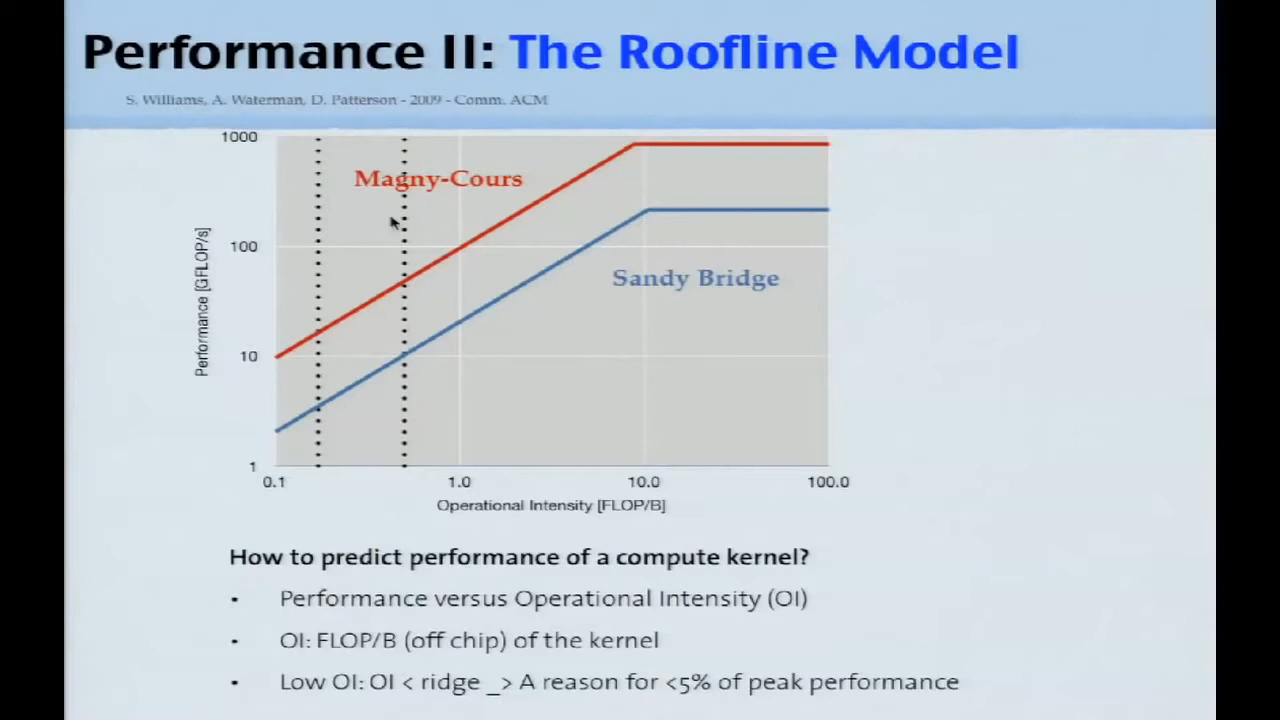 Performance II: The Roofline Model
S. Williams, A. Waterman, D. Patterson - 2009 - Comm. ACM
1000
100
10
1
Performance [GFLOP/s]
Magny-Cours
Sandy Bridge
0.1 1.0 10.0 100.0
Operational Intensity [FLOP/B]
How to predict performance of a compute kernel?
• Performance versus Operational Intensity (OI)
• OI: FLOP/B (off chip) of the kernel
• Low OI: OI < ridge _> A reason for <5% of peak performance